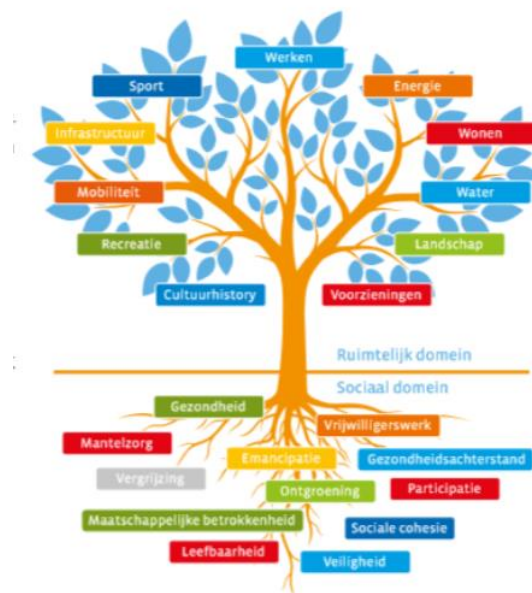 Werken
Sport
Energie
Infrastructuur
Wonen
Mobiliteit
Water
Recreatie
Landschap
Cultuurhistory
Voorzieningen
Ruimtelijk domein
Sociaal domein
Gezondheid
Vrijwilligerswerk
Mantelzorg
Emancipatie
Gezondheidsachterstand
Vergrijzing
Ontgroening
Participatie
Maatschappelijke betrokkenheid
Sociale cohesie
Leefbaarheid
Veiligheid